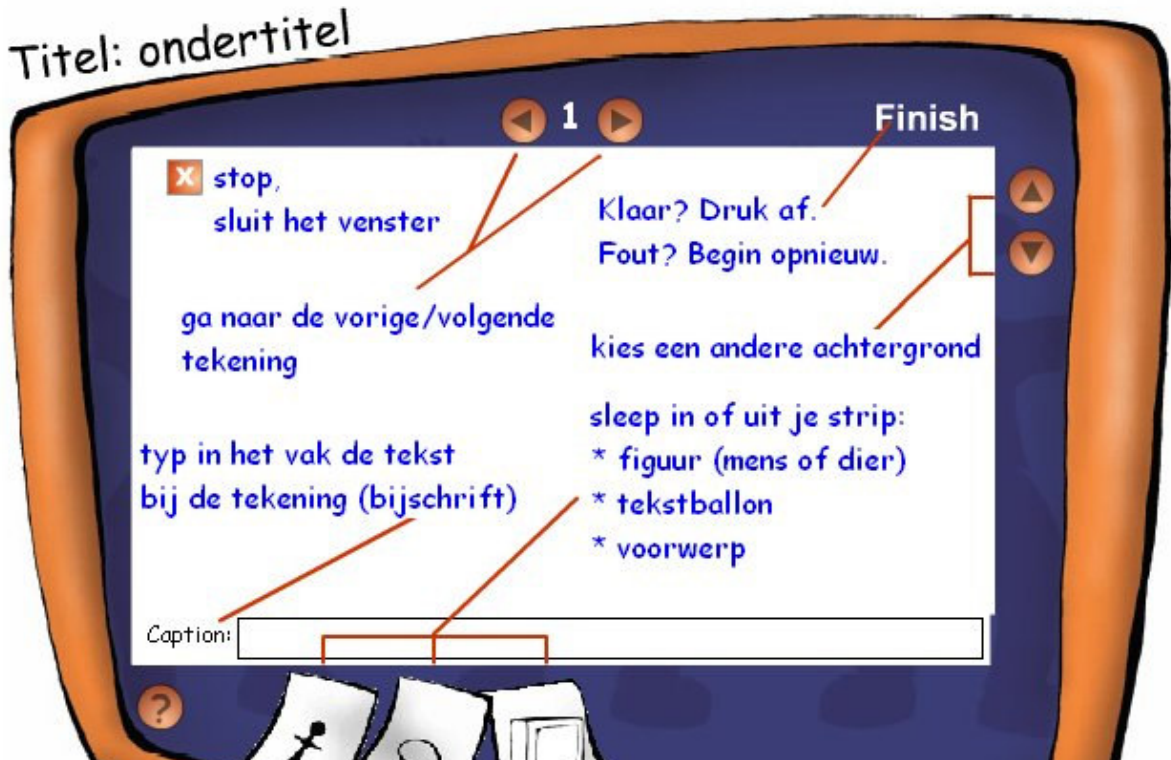 Titel: ondertitel
1
Finish
X stop,
sluit het venster
Klaar? Druk af.
Fout? Begin opnieuw.
ga naar de vorige/volgende
tekening
kies een andere achtergrond
typ in het vak de tekst
bij de tekening (bijschrift)
sleep in of uit je strip:
* figuur (mens of dier)
* tekstballon
* voorwerp
Caption:
?